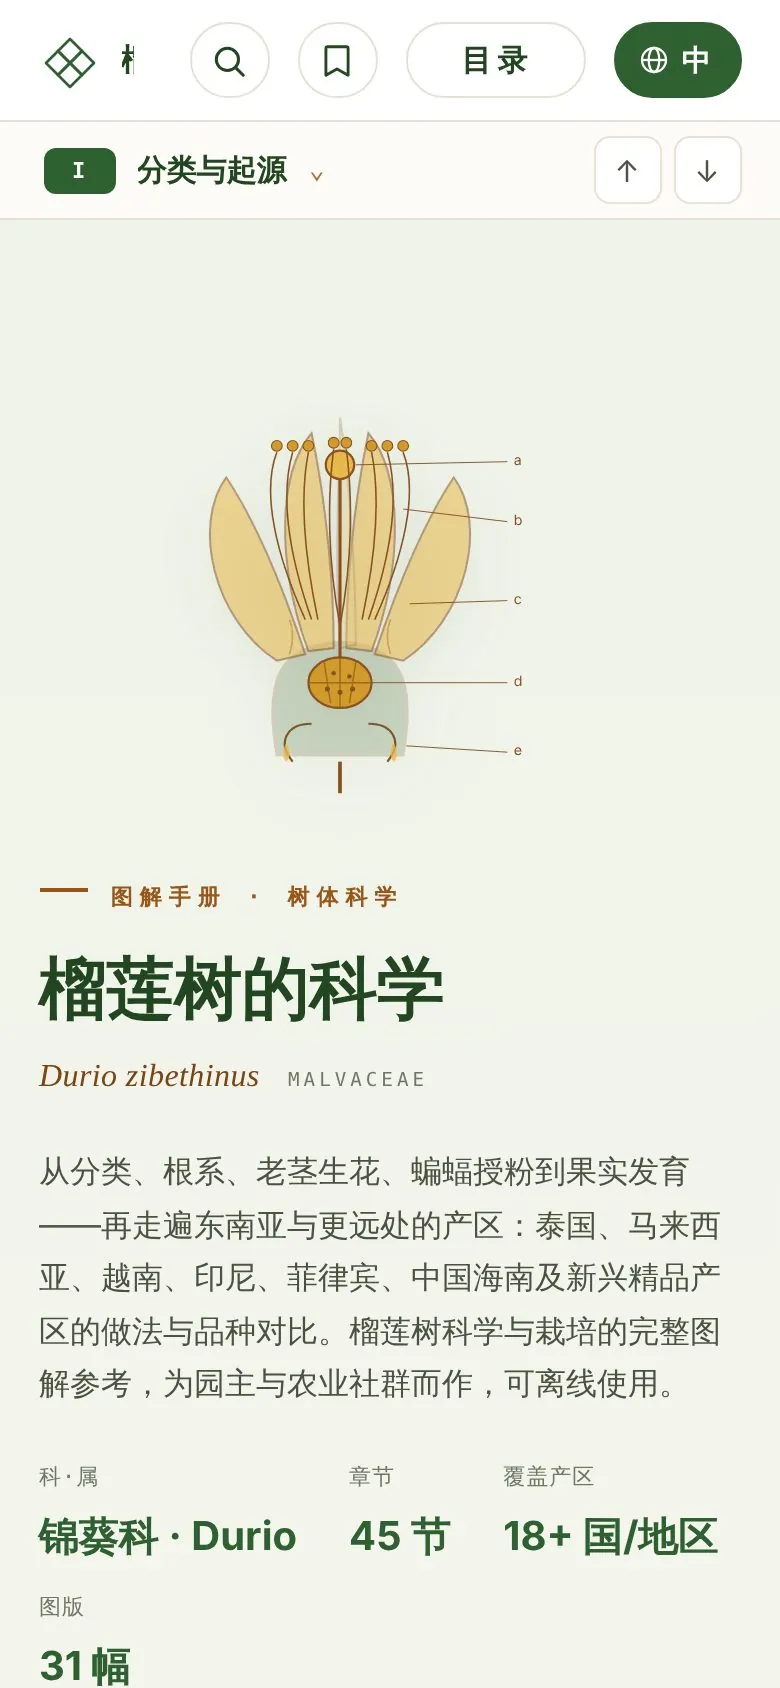 目录
中
I
分类与起源
a
b
c
d
e
图解手册 · 树体科学
榴莲树的科学
Durio zibethinus MALVACEAE
从分类、根系、老茎生花、蝙蝠授粉到果实发育
——再走遍东南亚与更远处的产区：泰国、马来西
亚、越南、印尼、菲律宾、中国海南及新兴精品产
区的做法与品种对比。榴莲树科学与栽培的完整图
解参考，为园主与农业社群而作，可离线使用。
科·属 章节 覆盖产区
锦葵科 · Durio 45 节 18+ 国/地区
图版
31 幅